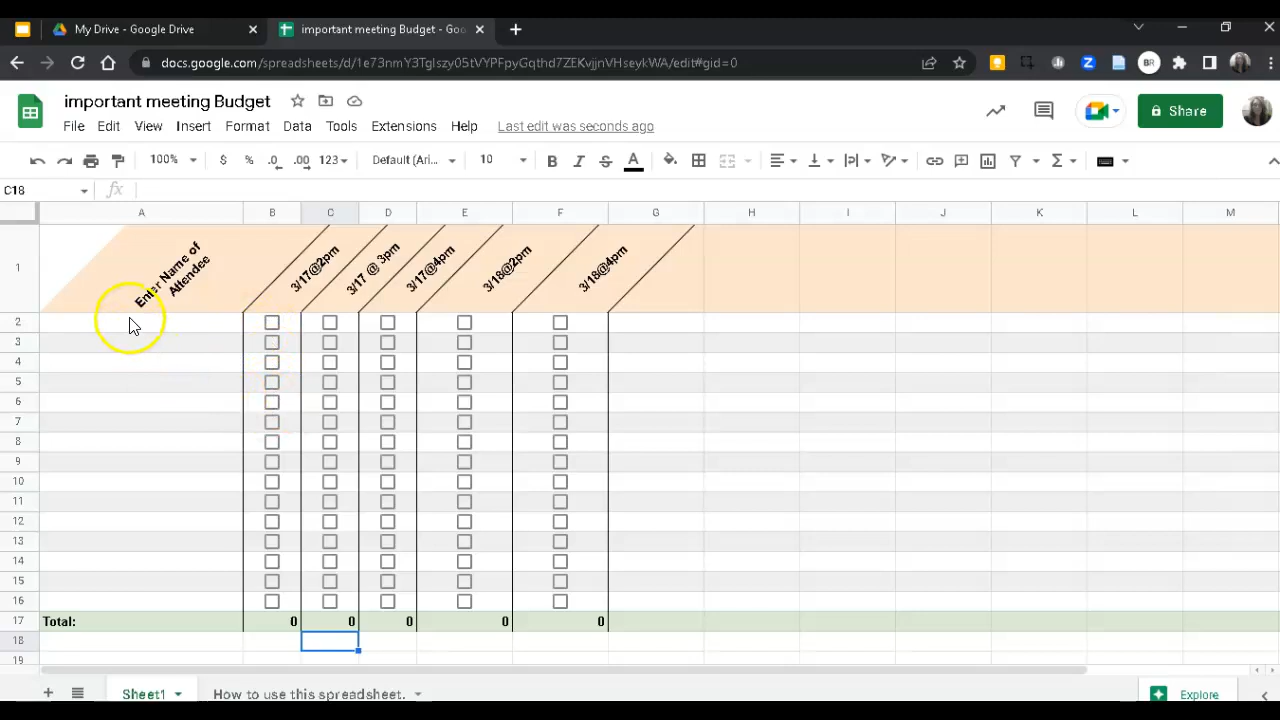 My Drive - Google Drive
important meeting Budget - Goo
docs.google.com/spreadsheets/d/1e73nmY3Tglszy05tVYPFpyGqthd7ZEKvjjnVHseykWA/edit#gid=0
BR
important meeting Budget
File Edit View Insert Format Data Tools Extensions Help Last edit was seconds ago
Share
100% $ % .0 .00 123 Default (Ari... 10 B I S A
C18 fx
A B C D E F G H I J K L M
1 Enter Name of Attendee 3/17@2pm 3/17 @ 3pm 3/17@4pm 3/18@2pm 3/18@4pm
2
3
4
5
6
7
8
9
10
11
12
13
14
15
16
17 Total: 0 0 0 0 0
18
19
Sheet1 How to use this spreadsheet. Explore